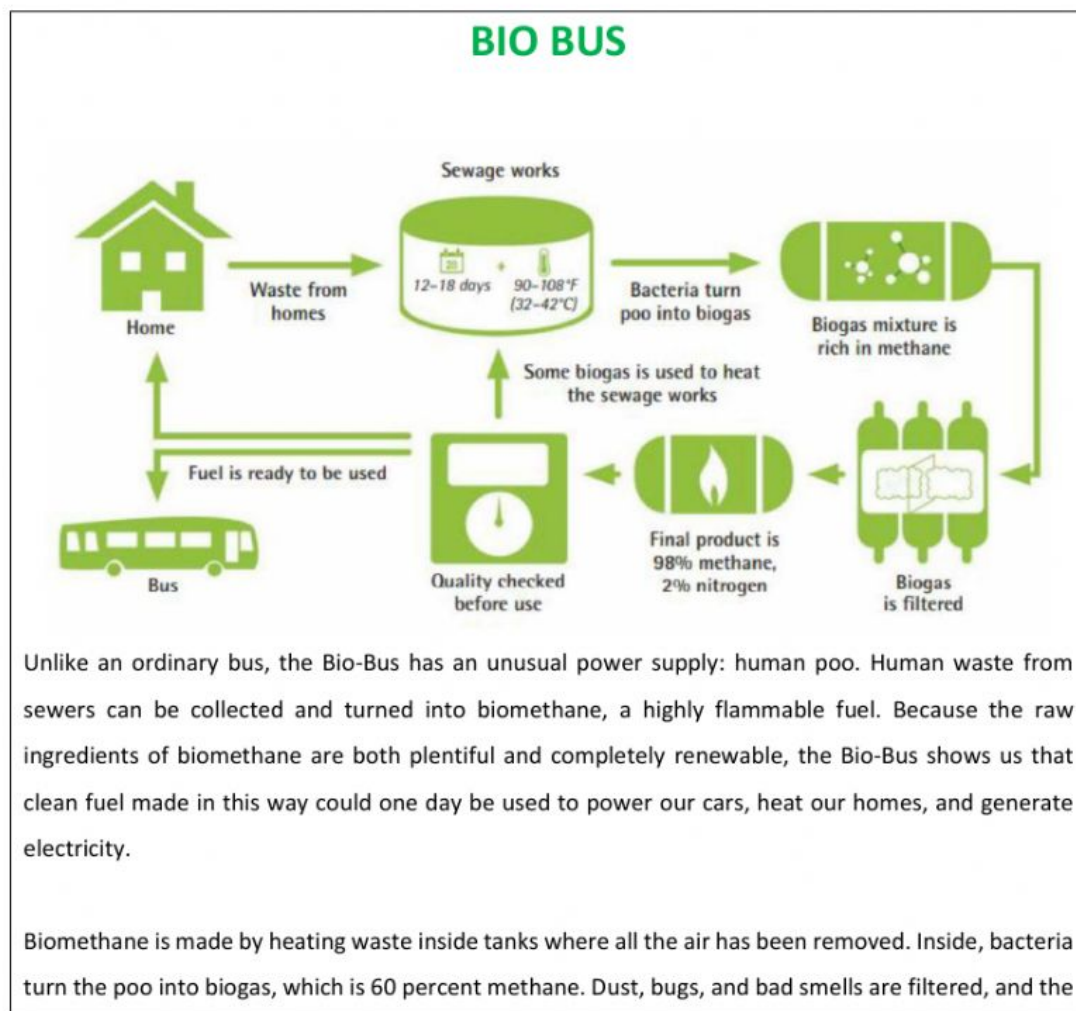 BIO BUS
Sewage works
20
12–18 days
+
90–108°F
(32–42°C)
Home
Waste from
homes
Bacteria turn
poo into biogas
Biogas mixture is
rich in methane
Some biogas is used to heat
the sewage works
Fuel is ready to be used
Bus
Quality checked
before use
Final product is
98% methane,
2% nitrogen
Biogas
is filtered
Unlike an ordinary bus, the Bio-Bus has an unusual power supply: human poo. Human waste from
sewers can be collected and turned into biomethane, a highly flammable fuel. Because the raw
ingredients of biomethane are both plentiful and completely renewable, the Bio-Bus shows us that
clean fuel made in this way could one day be used to power our cars, heat our homes, and generate
electricity.
Biomethane is made by heating waste inside tanks where all the air has been removed. Inside, bacteria
turn the poo into biogas, which is 60 percent methane. Dust, bugs, and bad smells are filtered, and the